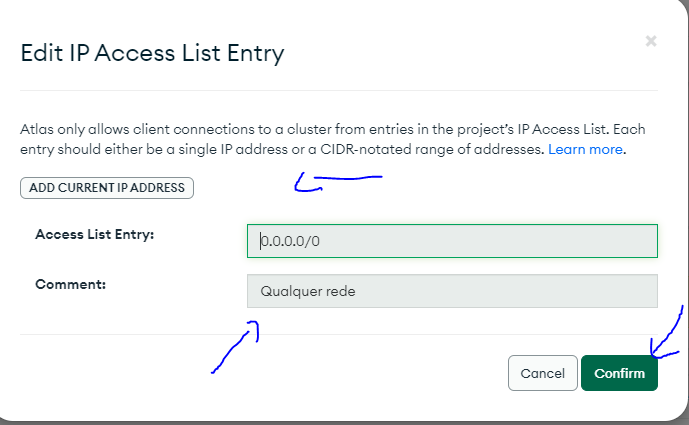 Edit IP Access List Entry
×
Atlas only allows client connections to a cluster from entries in the project's IP Access List. Each
entry should either be a single IP address or a CIDR-notated range of addresses. Learn more.
ADD CURRENT IP ADDRESS
Access List Entry:
0.0.0.0/0
Comment:
Qualquer rede
Cancel
Confirm